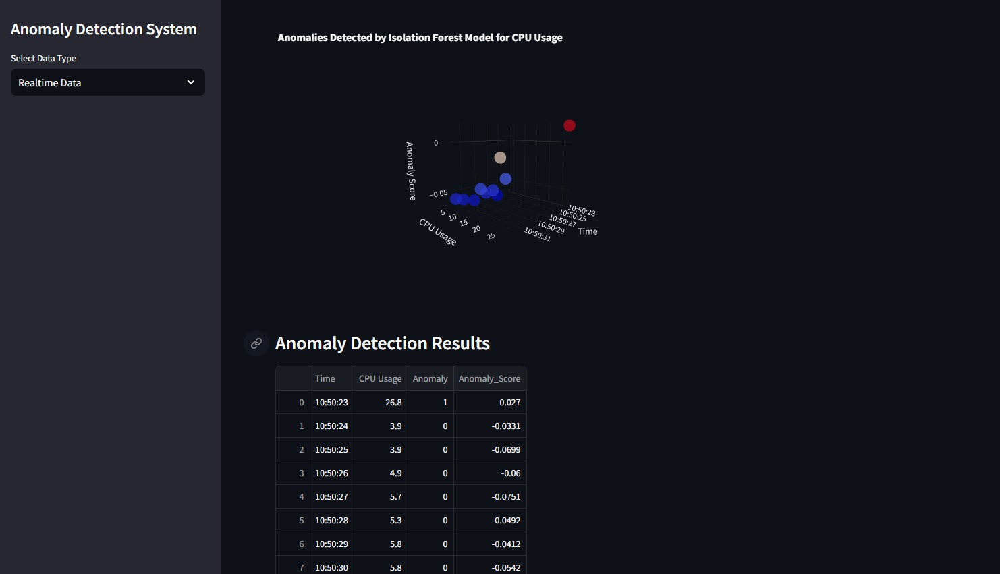 Anomaly Detection System
Select Data Type
Realtime Data
Anomalies Detected by Isolation Forest Model for CPU Usage
Anomaly Score
0
−0.05
5
10
15
20
25
CPU Usage
10:50:23
10:50:25
10:50:27
10:50:29
10:50:31
Time
Anomaly Detection Results
Time CPU Usage Anomaly Anomaly_Score
0 10:50:23 26.8 1 0.027
1 10:50:24 3.9 0 -0.0331
2 10:50:25 3.9 0 -0.0699
3 10:50:26 4.9 0 -0.06
4 10:50:27 5.7 0 -0.0751
5 10:50:28 5.3 0 -0.0492
6 10:50:29 5.8 0 -0.0412
7 10:50:30 5.8 0 -0.0542